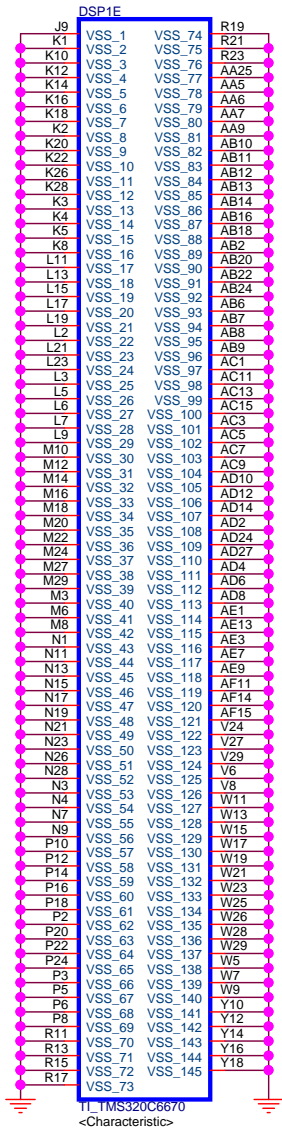 DSP1E
J9 VSS_1 VSS_74 R19
K1 VSS_2 VSS_75 R21
K10 VSS_3 VSS_76 R23
K12 VSS_4 VSS_77 AA25
K14 VSS_5 VSS_78 AA5
K16 VSS_6 VSS_79 AA6
K18 VSS_7 VSS_80 AA7
K2 VSS_8 VSS_81 AA9
K20 VSS_9 VSS_82 AB10
K22 VSS_10 VSS_83 AB11
K26 VSS_11 VSS_84 AB12
K28 VSS_12 VSS_85 AB13
K3 VSS_13 VSS_86 AB14
K4 VSS_14 VSS_87 AB16
K5 VSS_15 VSS_88 AB18
K8 VSS_16 VSS_89 AB2
L11 VSS_17 VSS_90 AB20
L13 VSS_18 VSS_91 AB22
L15 VSS_19 VSS_92 AB24
L17 VSS_20 VSS_93 AB6
L19 VSS_21 VSS_94 AB7
L2 VSS_22 VSS_95 AB8
L21 VSS_23 VSS_96 AB9
L23 VSS_24 VSS_97 AC1
L3 VSS_25 VSS_98 AC11
L5 VSS_26 VSS_99 AC13
L6 VSS_27 VSS_100 AC15
L7 VSS_28 VSS_101 AC3
L9 VSS_29 VSS_102 AC5
M10 VSS_30 VSS_103 AC7
M12 VSS_31 VSS_104 AC9
M14 VSS_32 VSS_105 AD10
M16 VSS_33 VSS_106 AD12
M18 VSS_34 VSS_107 AD14
M20 VSS_35 VSS_108 AD2
M22 VSS_36 VSS_109 AD24
M24 VSS_37 VSS_110 AD27
M27 VSS_38 VSS_111 AD4
M29 VSS_39 VSS_112 AD6
M3 VSS_40 VSS_113 AD8
M6 VSS_41 VSS_114 AE1
M8 VSS_42 VSS_115 AE13
N1 VSS_43 VSS_116 AE3
N11 VSS_44 VSS_117 AE7
N13 VSS_45 VSS_118 AE9
N15 VSS_46 VSS_119 AF11
N17 VSS_47 VSS_120 AF14
N19 VSS_48 VSS_121 AF15
N21 VSS_49 VSS_122 V24
N23 VSS_50 VSS_123 V27
N26 VSS_51 VSS_124 V29
N28 VSS_52 VSS_125 V6
N3 VSS_53 VSS_126 V8
N4 VSS_54 VSS_127 W11
N7 VSS_55 VSS_128 W13
N9 VSS_56 VSS_129 W15
P10 VSS_57 VSS_130 W17
P12 VSS_58 VSS_131 W19
P14 VSS_59 VSS_132 W21
P16 VSS_60 VSS_133 W23
P18 VSS_61 VSS_134 W25
P2 VSS_62 VSS_135 W26
P20 VSS_63 VSS_136 W28
P22 VSS_64 VSS_137 W29
P24 VSS_65 VSS_138 W5
P3 VSS_66 VSS_139 W7
P5 VSS_67 VSS_140 W9
P6 VSS_68 VSS_141 Y10
P8 VSS_69 VSS_142 Y12
R11 VSS_70 VSS_143 Y14
R13 VSS_71 VSS_144 Y16
R15 VSS_72 VSS_145 Y18
R17 VSS_73
TI_TMS320C6670
<Characteristic>